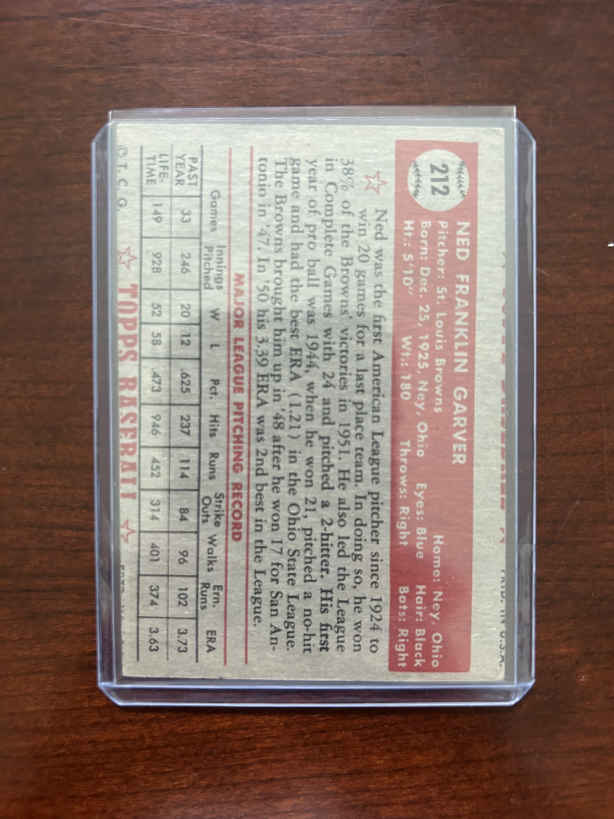 PRTD. IN U.S.A.
212
NED FRANKLIN GARVER
Pitcher: St. Louis Browns Home: Ney, Ohio
Born: Dec. 25, 1925, Ney, Ohio Eyes: Blue Hair: Black
Ht.: 5'10" Wt.: 180 Throws: Right Bats: Right
Ned was the first American League pitcher since 1924 to
win 20 games for a last place team. In doing so, he won
38% of the Browns' victories in 1951. He also led the League
in Complete Games with 24 and pitched a 2-hitter. His first
year of pro ball was 1944, when he won 21, pitched a no-hit
game and had the best ERA (1.21) in the Ohio State League.
The Browns brought him up in '48 after he won 17 for San An-
tonio in '47. In '50 his 3.39 ERA was 2nd best in the League.
MAJOR LEAGUE PITCHING RECORD
Games Innings Pitched W L Pct. Hits Runs Strike Outs Walks Ern. Runs ERA
PAST YEAR 33 246 20 12 .625 237 114 84 96 102 3.73
LIFE- TIME 149 928 52 58 .473 946 452 314 401 374 3.63
© T. C. G. TOPPS BASEBALL